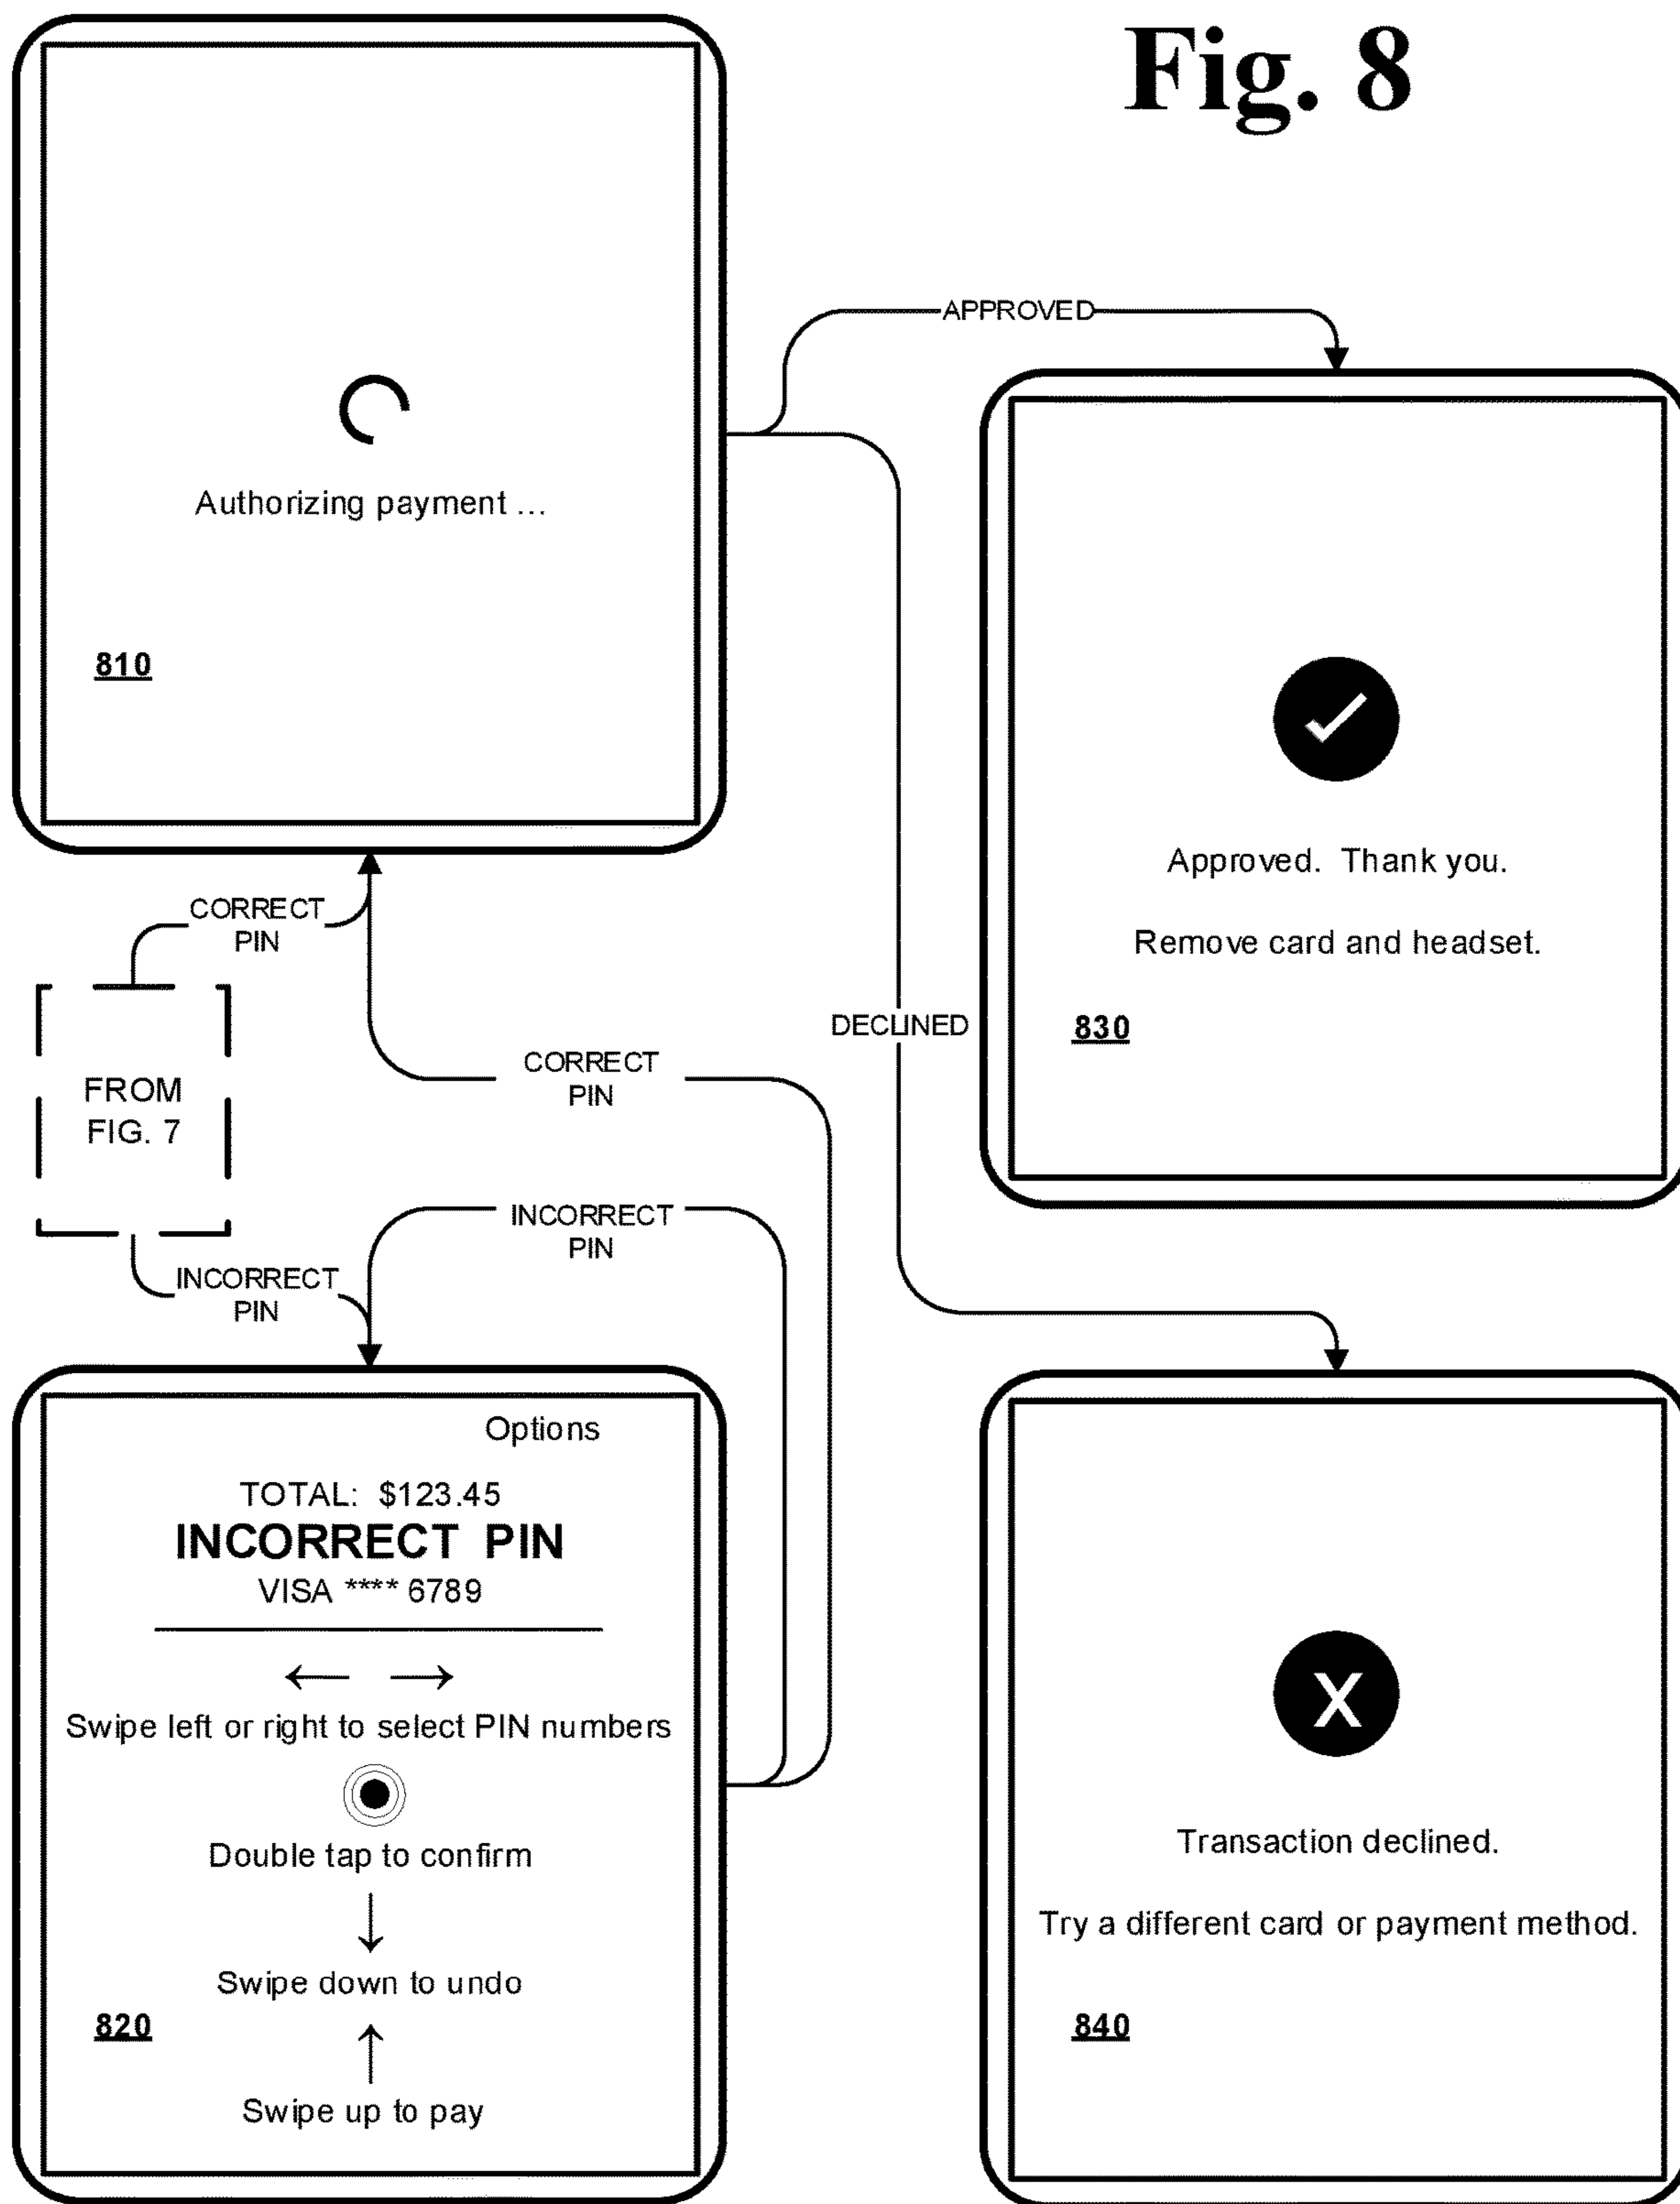 Fig. 8
Authorizing payment ...
810
APPROVED
Approved. Thank you.
Remove card and headset.
830
CORRECT
PIN
FROM
FIG. 7
INCORRECT
PIN
CORRECT
PIN
INCORRECT
PIN
DECLINED
Options
TOTAL: $123.45
INCORRECT PIN
VISA **** 6789
← →
Swipe left or right to select PIN numbers
Double tap to confirm
↓
Swipe down to undo
820
↑
Swipe up to pay
X
Transaction declined.
Try a different card or payment method.
840